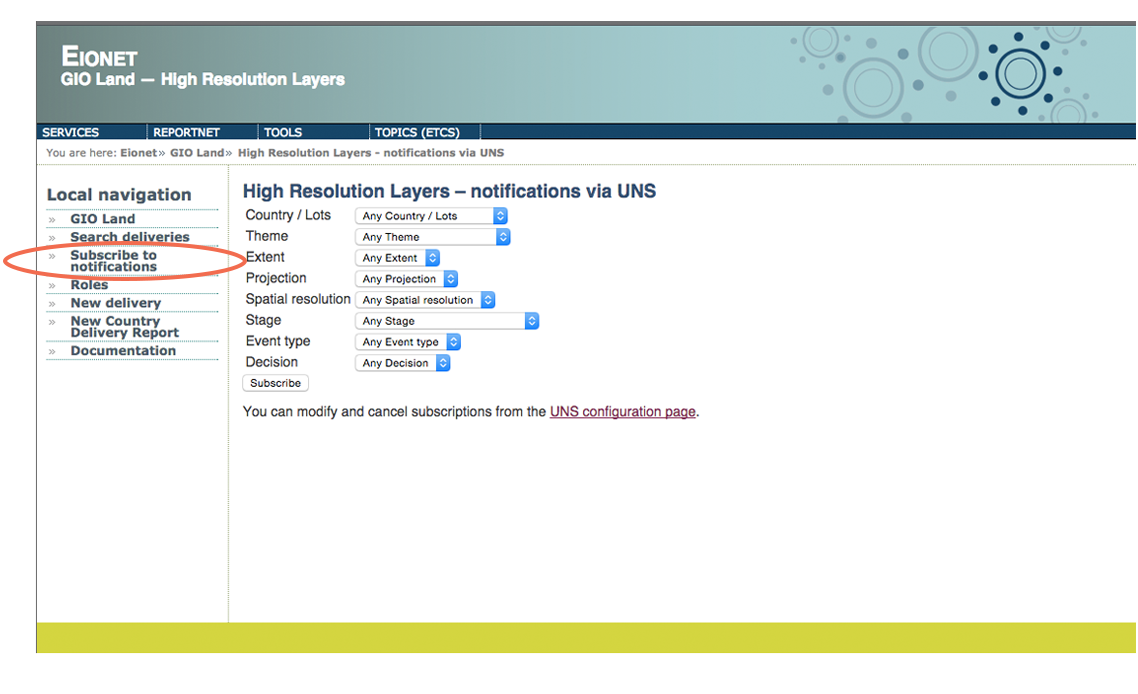 EIONET
GIO Land — High Resolution Layers
SERVICES REPORTNET TOOLS TOPICS (ETCS)
You are here: Eionet» GIO Land» High Resolution Layers - notifications via UNS
Local navigation
» GIO Land
» Search deliveries
» Subscribe to
notifications
» Roles
» New delivery
» New Country
Delivery Report
» Documentation
High Resolution Layers – notifications via UNS
Country / Lots Any Country / Lots
Theme Any Theme
Extent Any Extent
Projection Any Projection
Spatial resolution Any Spatial resolution
Stage Any Stage
Event type Any Event type
Decision Any Decision
Subscribe
You can modify and cancel subscriptions from the UNS configuration page.